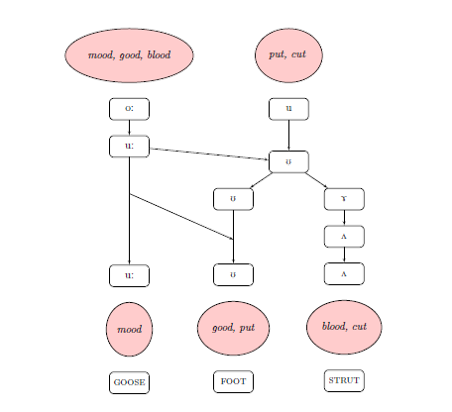 mood, good, blood
put, cut
oː
u
uː
ʊ
ʊ
ɤ
ʌ
uː
ʊ
ʌ
mood
good, put
blood, cut
GOOSE
FOOT
STRUT